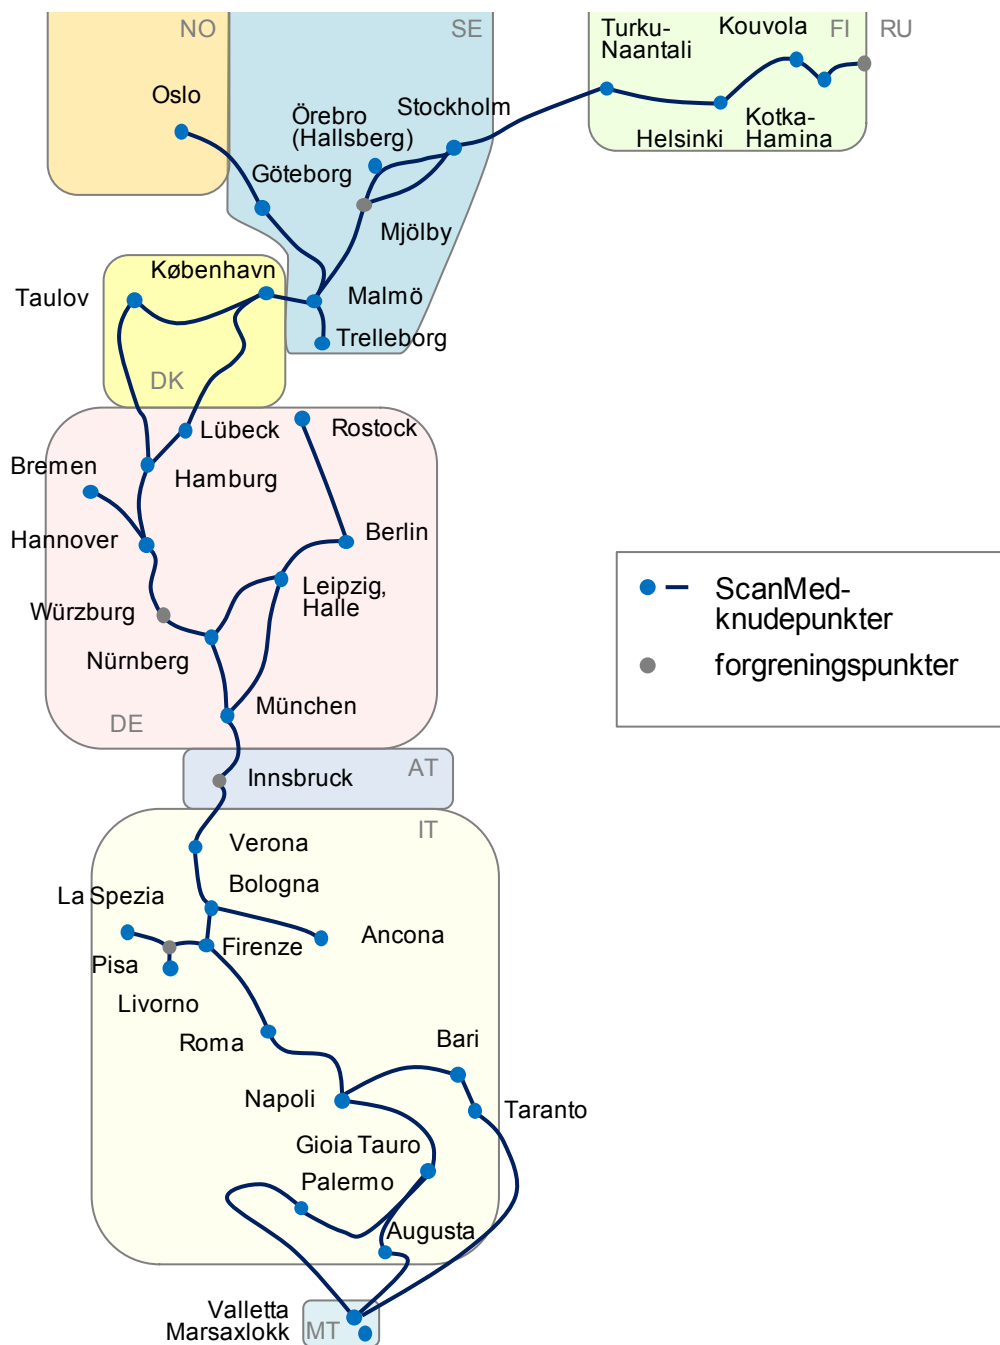 NO
SE
Turku-
Naantali
Kouvola
FI
RU
Oslo
Örebro
(Hallsberg)
Stockholm
Göteborg
Helsinki
Kotka-
Hamina
Mjölby
København
Taulov
Malmö
Trelleborg
DK
Lübeck
Rostock
Bremen
Hamburg
Hannover
Berlin
Leipzig,
Halle
Würzburg
Nürnberg
München
DE
ScanMed-
knudepunkter
forgreningspunkter
Innsbruck
AT
IT
Verona
Bologna
La Spezia
Ancona
Firenze
Pisa
Livorno
Roma
Bari
Napoli
Taranto
Gioia Tauro
Palermo
Augusta
Valletta
Marsaxlokk
MT